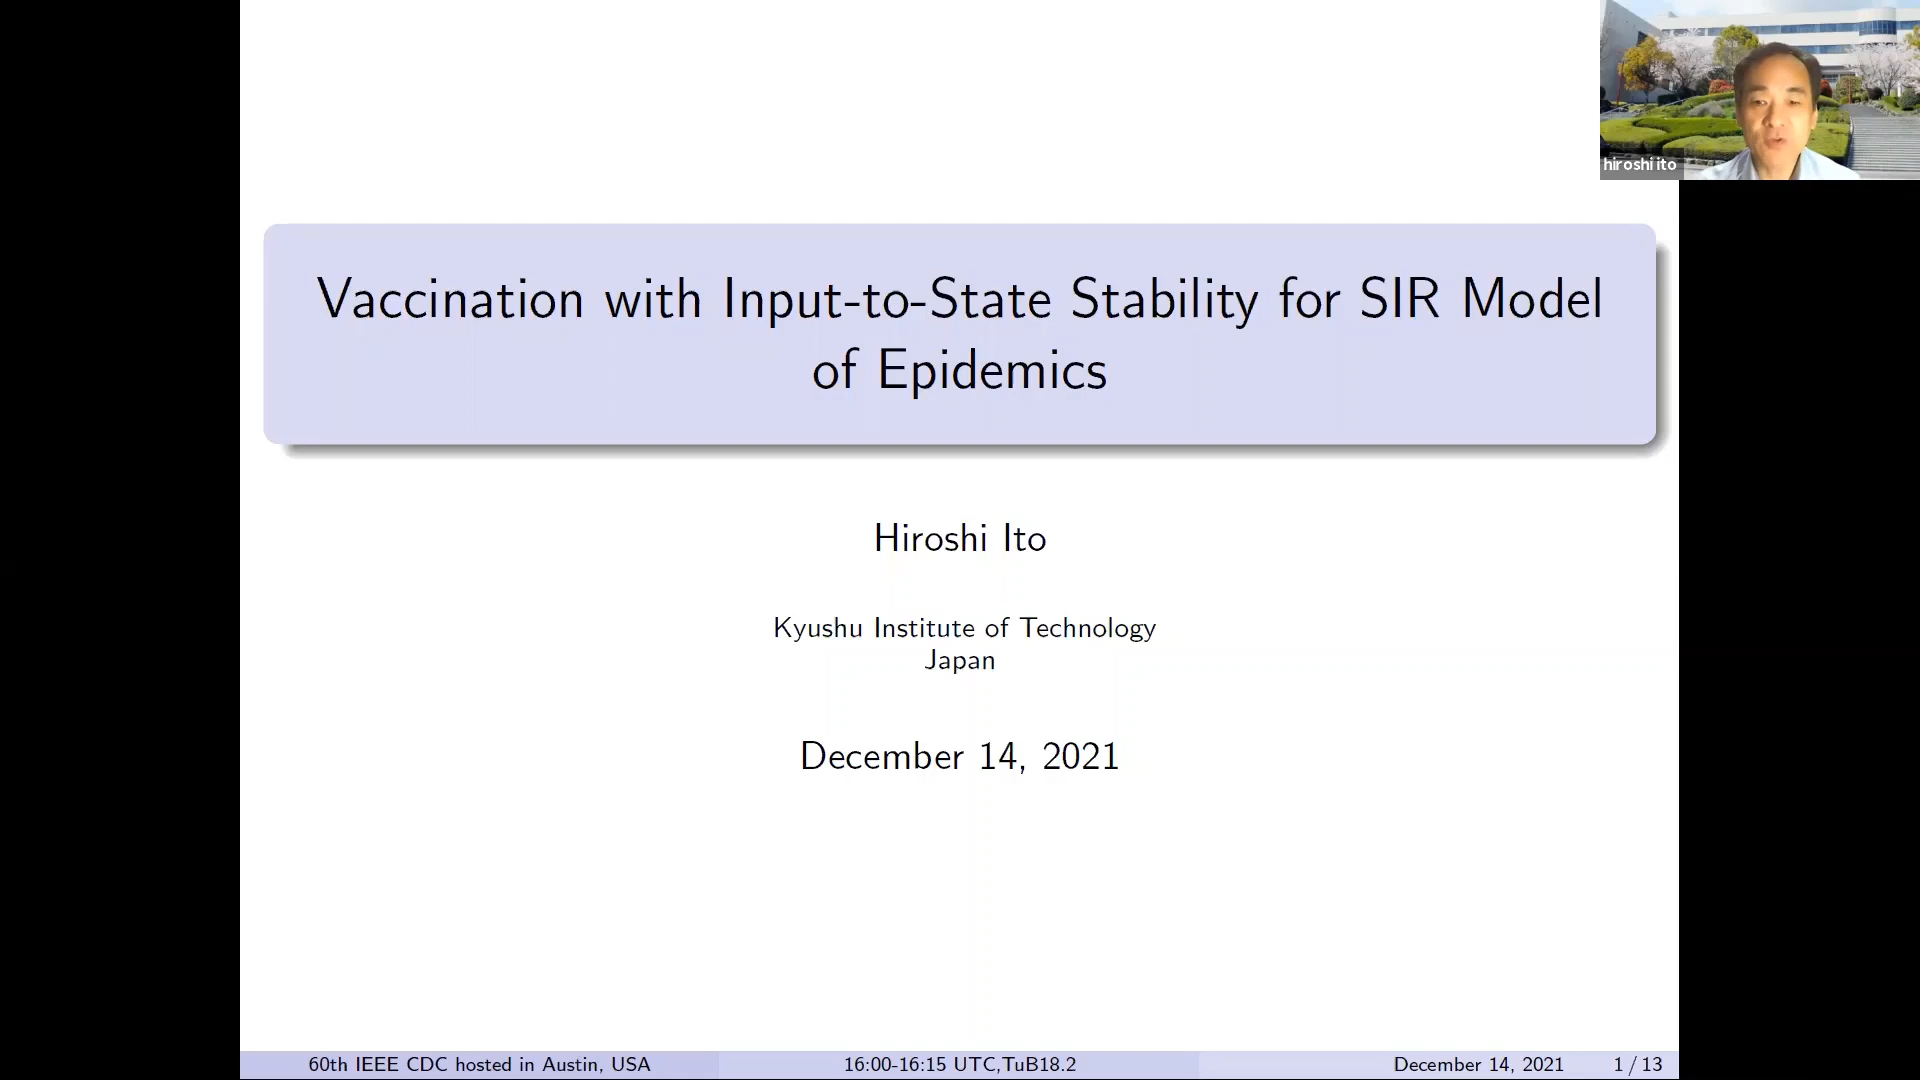 hiroshi ito
Vaccination with Input-to-State Stability for SIR Model
of Epidemics
Hiroshi Ito
Kyushu Institute of Technology
Japan
December 14, 2021
60th IEEE CDC hosted in Austin, USA
16:00-16:15 UTC,TuB18.2
December 14, 2021
1 / 13